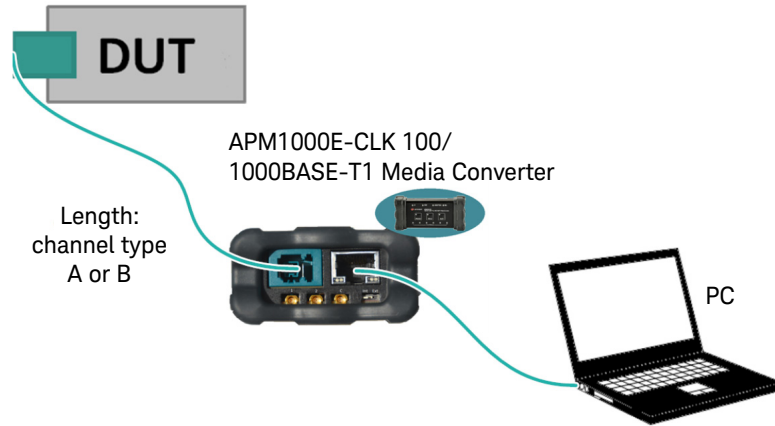 DUT
APM1000E-CLK 100/
1000BASE-T1 Media Converter
Length:
channel type
A or B
PC